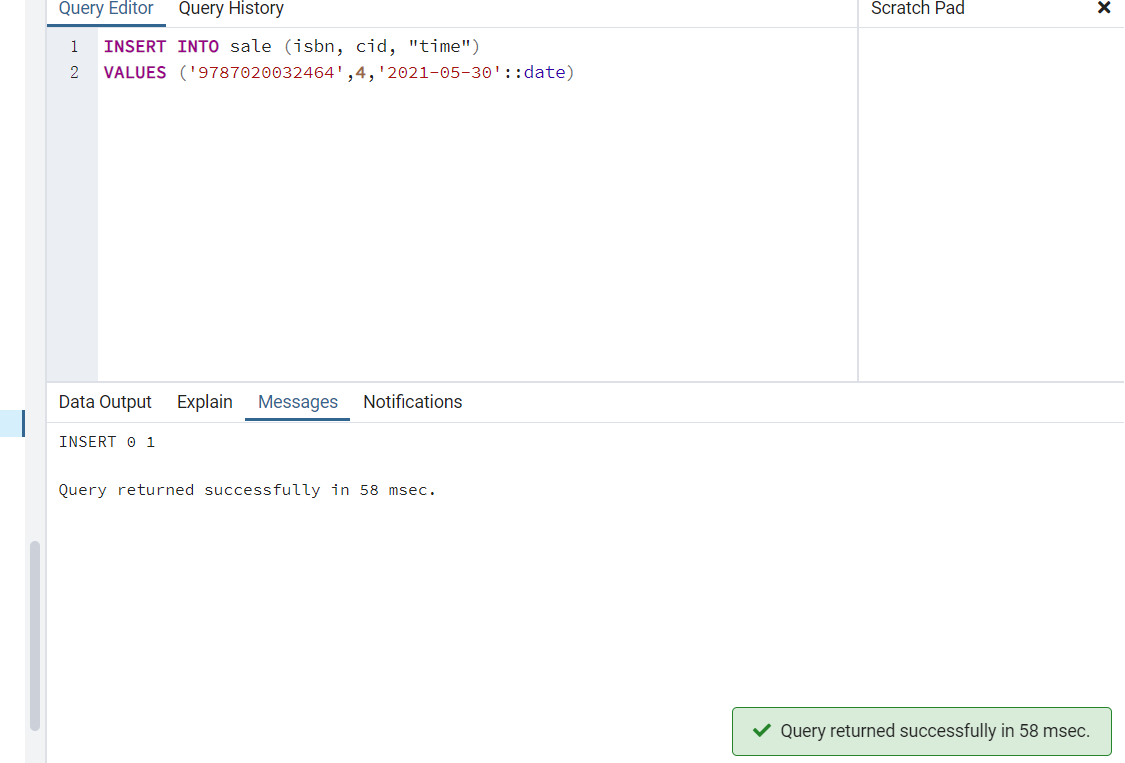 Query Editor Query History Scratch Pad
1 INSERT INTO sale (isbn, cid, "time")
2 VALUES ('9787020032464',4,'2021-05-30'::date)
Data Output Explain Messages Notifications
INSERT 0 1
Query returned successfully in 58 msec.
Query returned successfully in 58 msec.